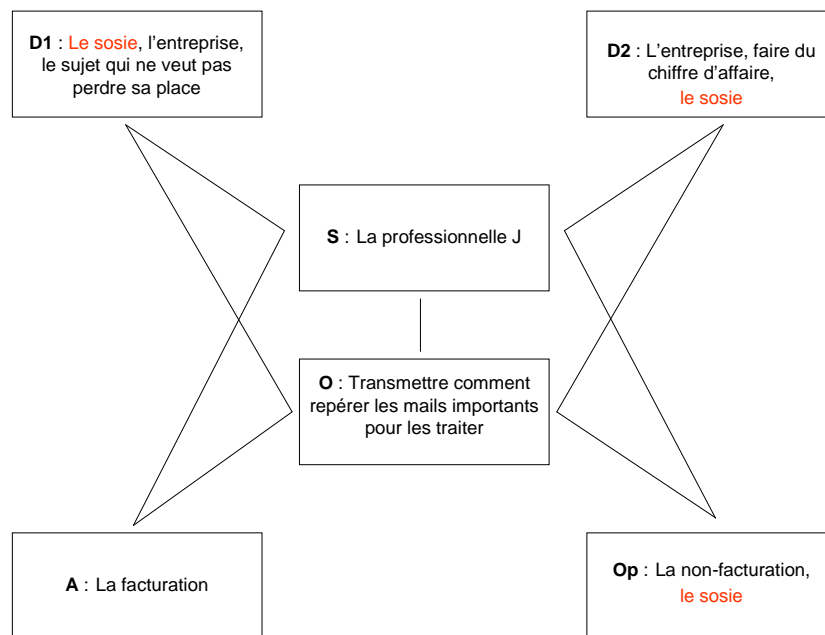 D1 : Le sosie, l'entreprise,
le sujet qui ne veut pas
perdre sa place
D2 : L'entreprise, faire du
chiffre d'affaire,
le sosie
S : La professionnelle J
O : Transmettre comment
repérer les mails importants
pour les traiter
A : La facturation
Op : La non-facturation,
le sosie